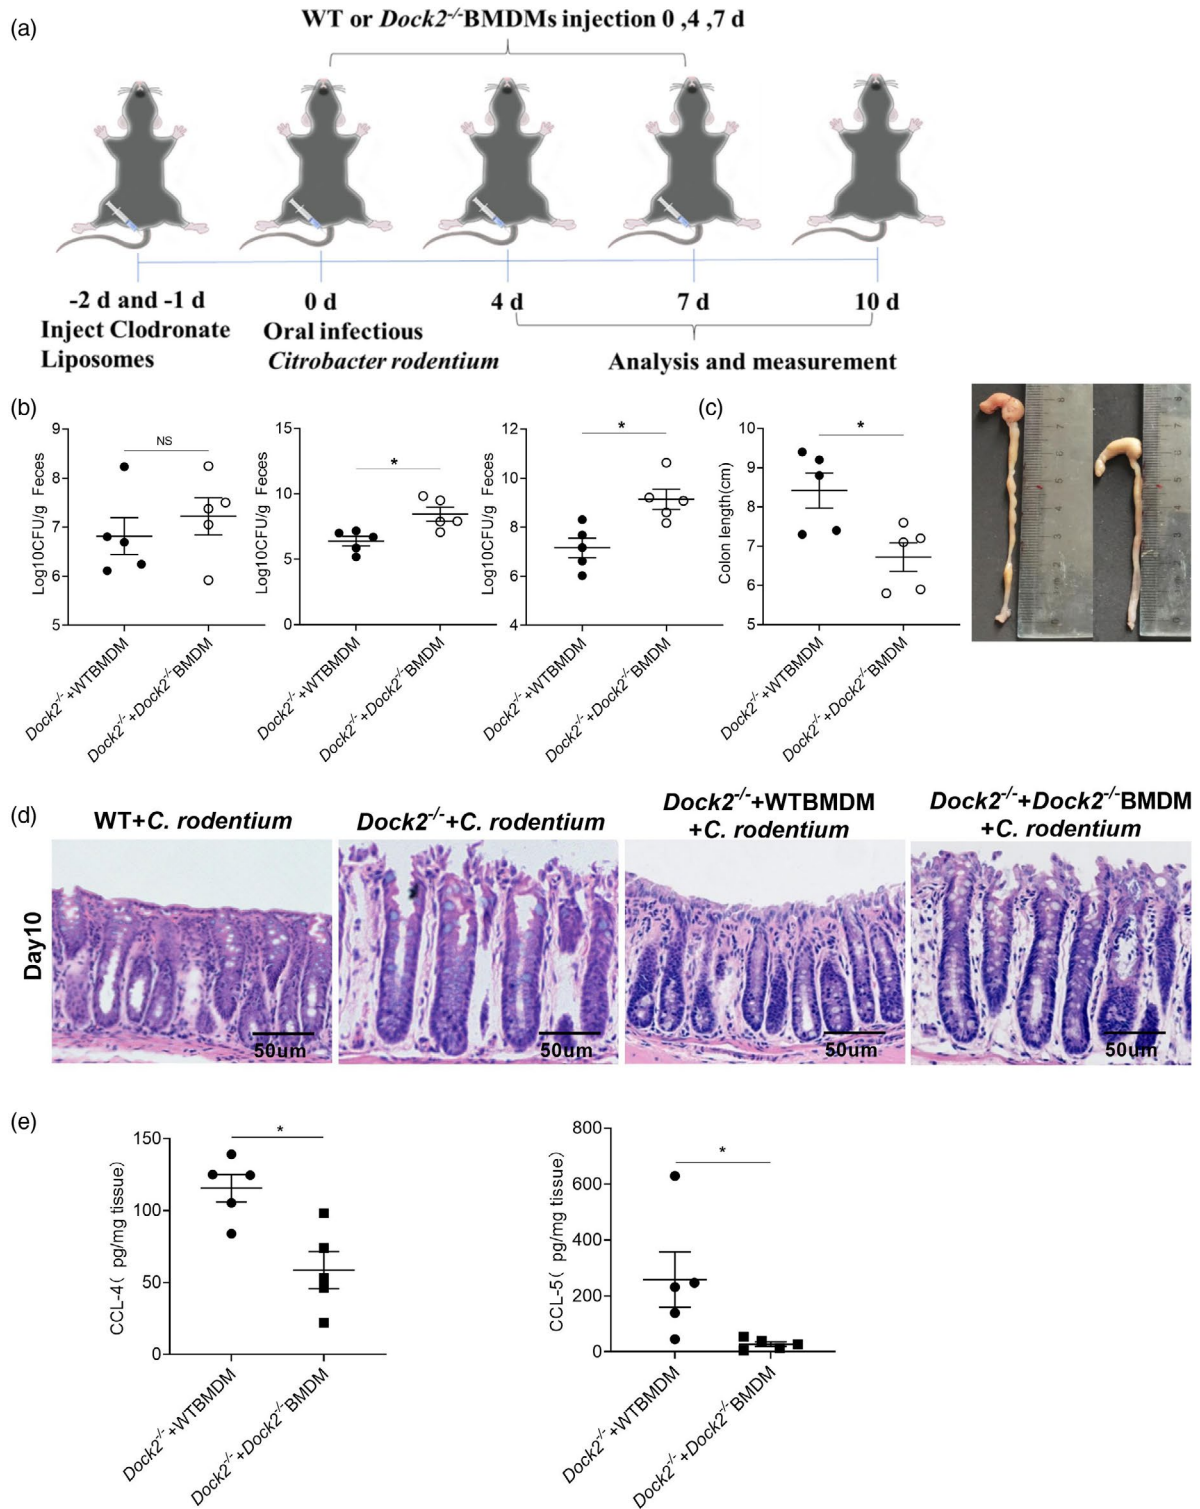 (a)
WT or Dock2-/-BMDMs injection 0 ,4 ,7 d
-2 d and -1 d
Inject Clodronate
Liposomes
0 d
Oral infectious
Citrobacter rodentium
4 d
7 d
10 d
Analysis and measurement
(b)
Log10CFU/g Feces
9
8
7
6
5
NS
Dock2-/-+WTBMDM
Dock2-/-+Dock2-/-BMDM
Log10CFU/g Feces
15
10
5
0
*
Dock2-/-+WTBMDM
Dock2-/-+Dock2-/-BMDM
Log10CFU/g Feces
12
10
8
6
4
*
Dock2-/-+WTBMDM
Dock2-/-+Dock2-/-BMDM
(c)
Colon length(cm)
10
9
8
7
6
5
*
Dock2-/-+WTBMDM
Dock2-/-+Dock2-/-BMDM
(d)
WT+C. rodentium
Dock2-/-+C. rodentium
Dock2-/-+WTBMDM
+C. rodentium
Dock2-/-+Dock2-/-BMDM
+C. rodentium
Day10
50um
50um
50um
50um
(e)
CCL-4( pg/mg tissue)
150
100
50
0
*
Dock2-/-+WTBMDM
Dock2-/-+Dock2-/-BMDM
CCL-5( pg/mg tissue)
800
600
400
200
0
*
Dock2-/-+WTBMDM
Dock2-/-+Dock2-/-BMDM